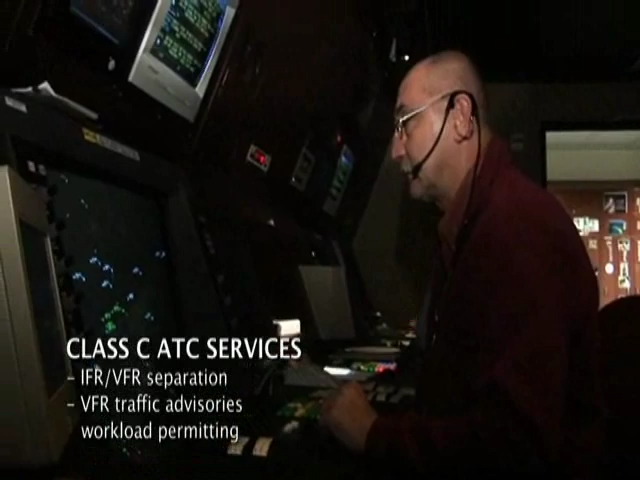 CLASS C ATC SERVICES
– IFR/VFR separation
– VFR traffic advisories
workload permitting